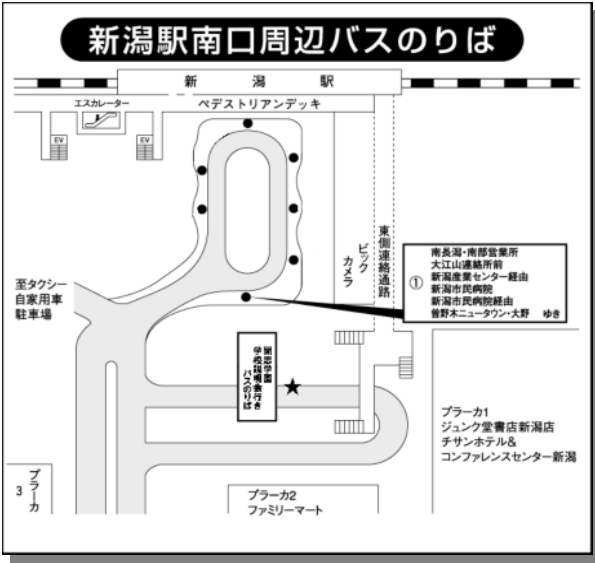 新潟駅南口周辺バスのりば
新潟駅
エスカレーター
ペデストリアンデッキ
EV
EV
東側連絡通路
ビック
カメラ
①
南長潟・南部営業所
大江山連絡所前
新潟産業センター経由
新潟市民病院
新潟市民病院経由
曽野木ニュータウン・大野 ゆき
至タクシー
自家用車
駐車場
開志学園
学校説明会行き
バスのりば
★
プラーカ1
ジュンク堂書店新潟店
チサンホテル&
コンファレンスセンター新潟
プラーカ
3
プラーカ2
ファミリーマート